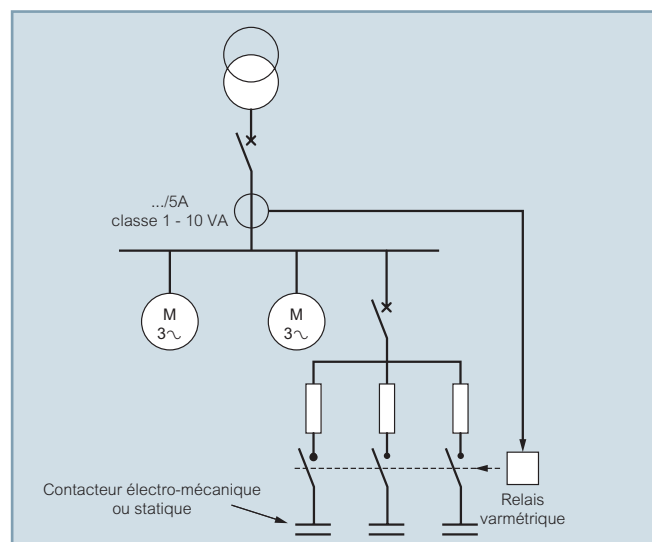 .../5A
classe 1 - 10 VA
M
3~
M
3~
Contacteur électro-mécanique
ou statique
Relais
varmétrique